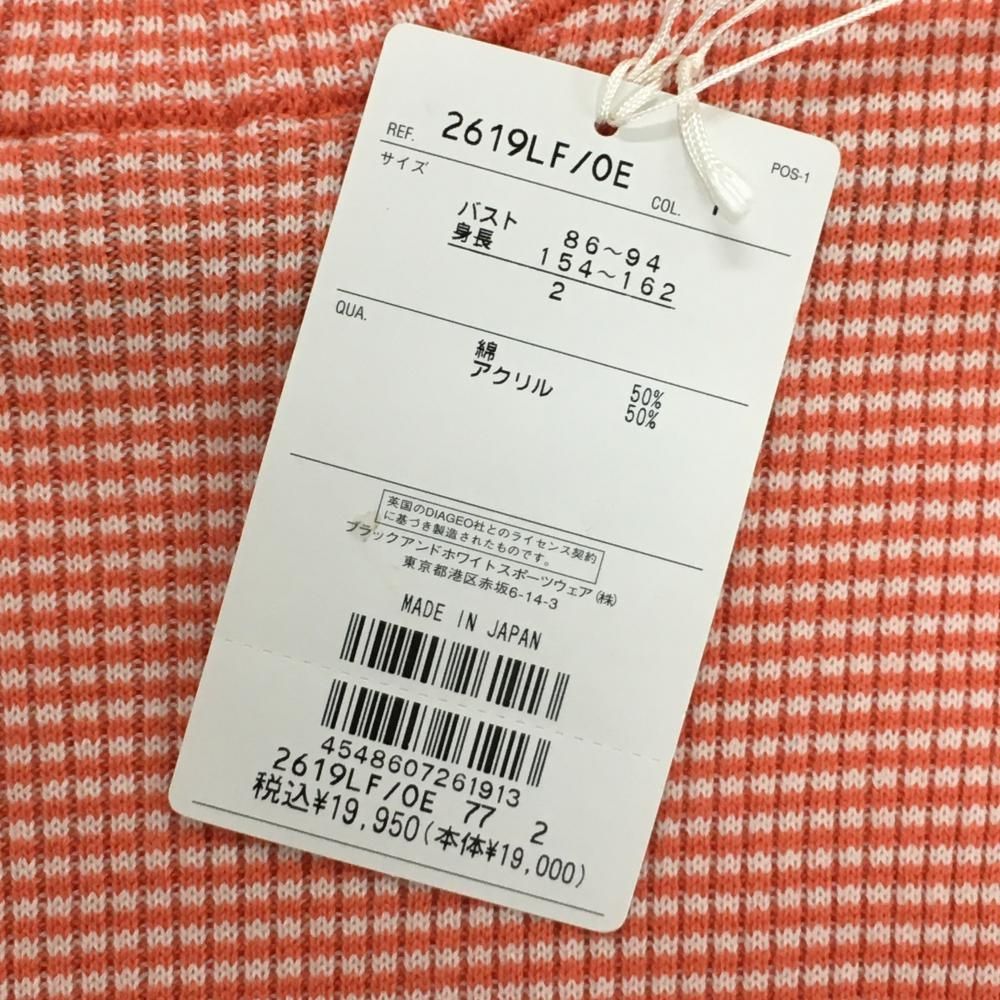 REF. 2619LF/OE COL.
POS-1
サイズ
バスト 86～94
身長 154～162
2
QUA.
綿 50%
アクリル 50%
英国のDIAGEO社とのライセンス契約
に基づき製造されたものです。
ブラックアンドホワイトスポーツウェア(株)
東京都港区赤坂6-14-3
MADE IN JAPAN
4548607261913
2619LF/OE 77 2
税込¥19,950(本体¥19,000)